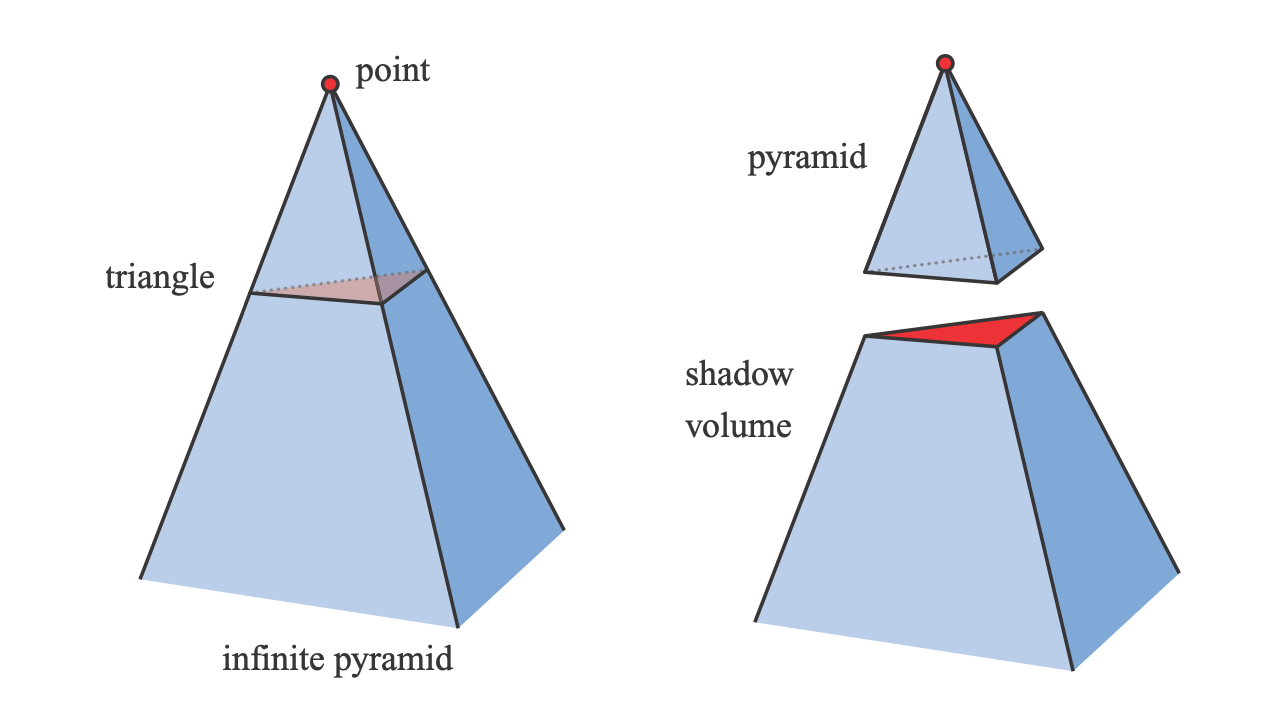 point
triangle
infinite pyramid
pyramid
shadow
volume